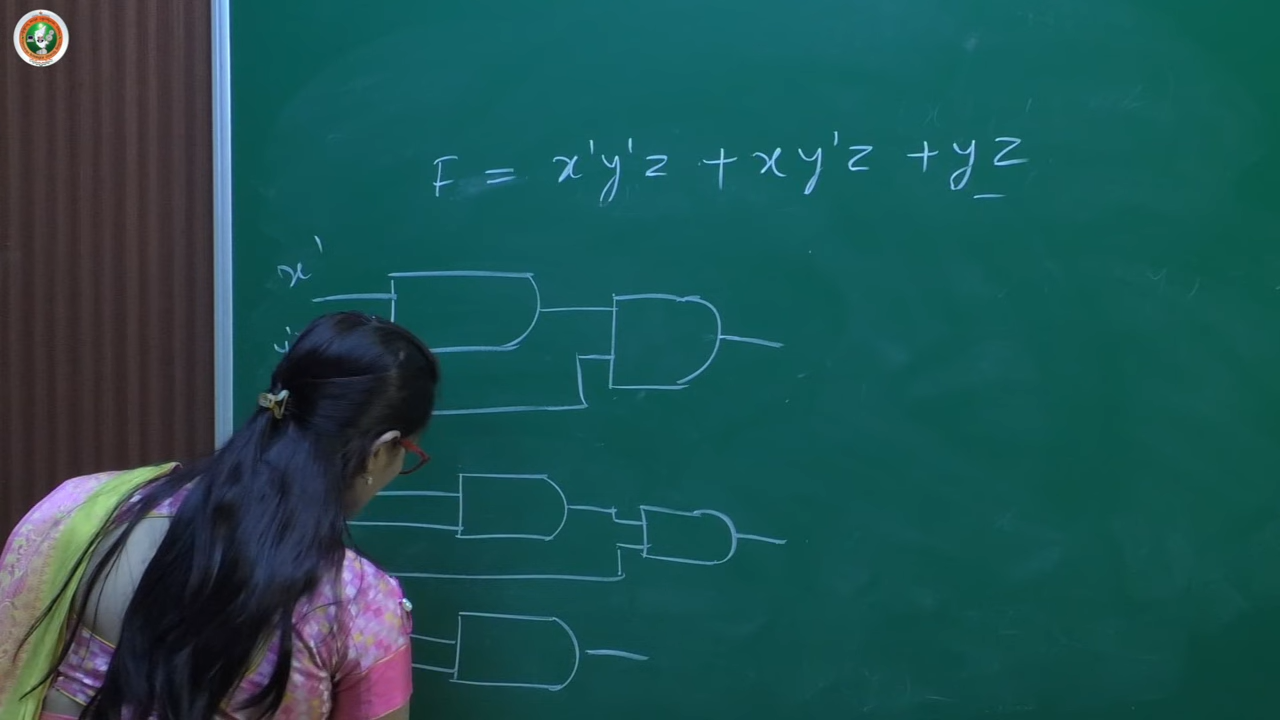 F = x'y'z + xy'z + yz
x'
y'